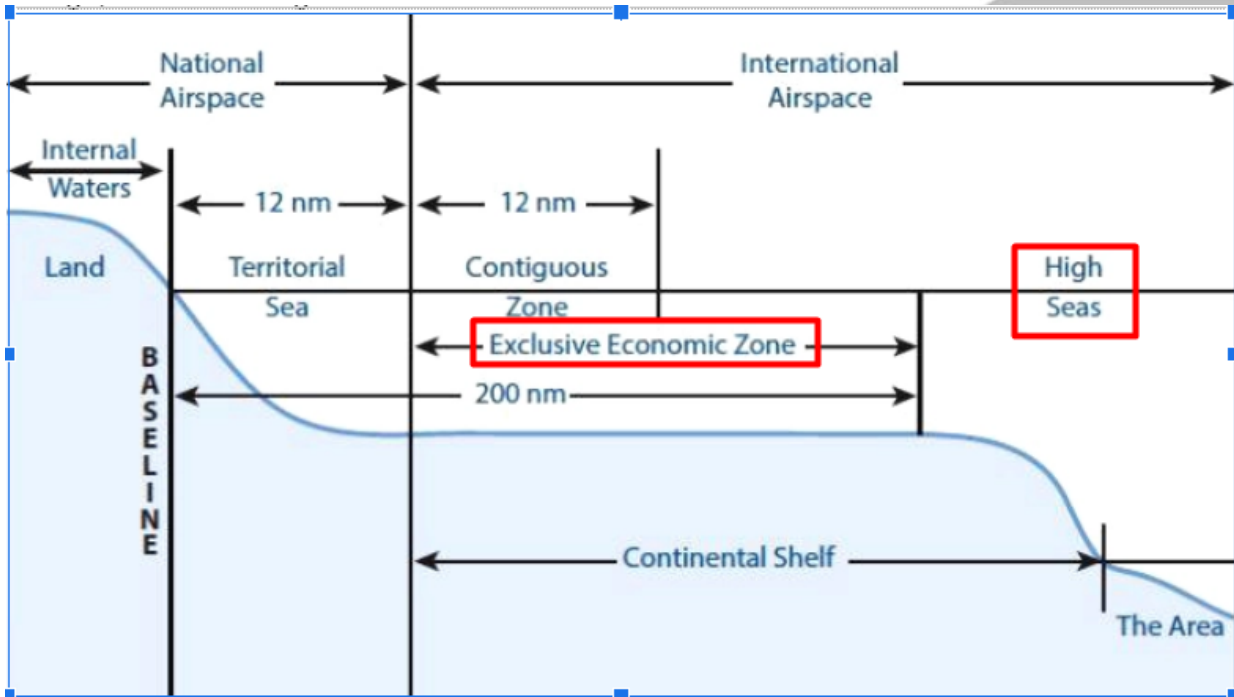 National
Airspace
International
Airspace
Internal
Waters
12 nm
12 nm
Land
Territorial
Sea
Contiguous
Zone
High
Seas
Exclusive Economic Zone
200 nm
BASELINE
Continental Shelf
The Area